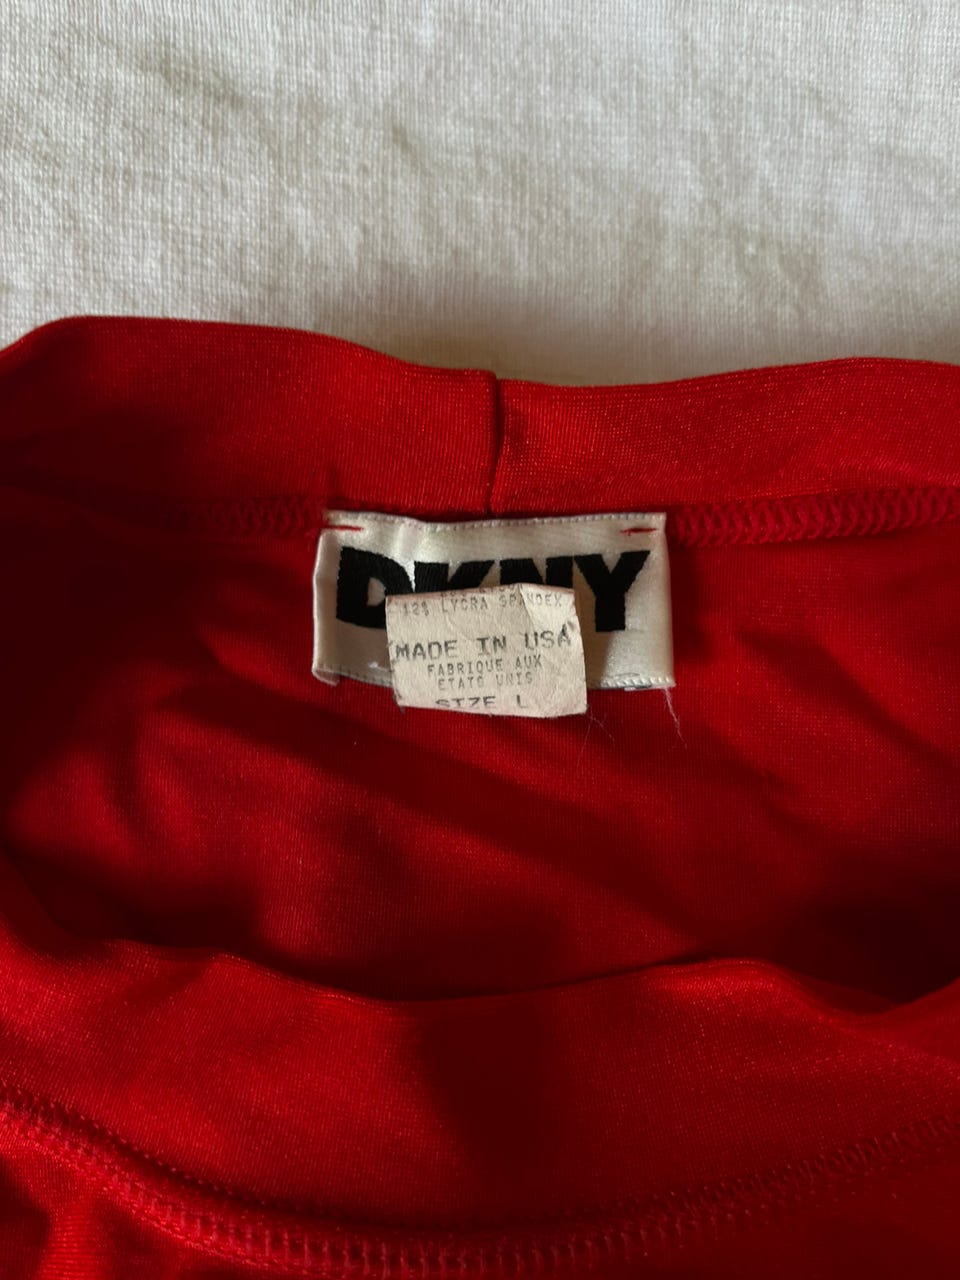 DKNY
12% LYCRA SPANDEX
MADE IN USA
FABRIQUE AUX
ETATS UNIS
SIZE L